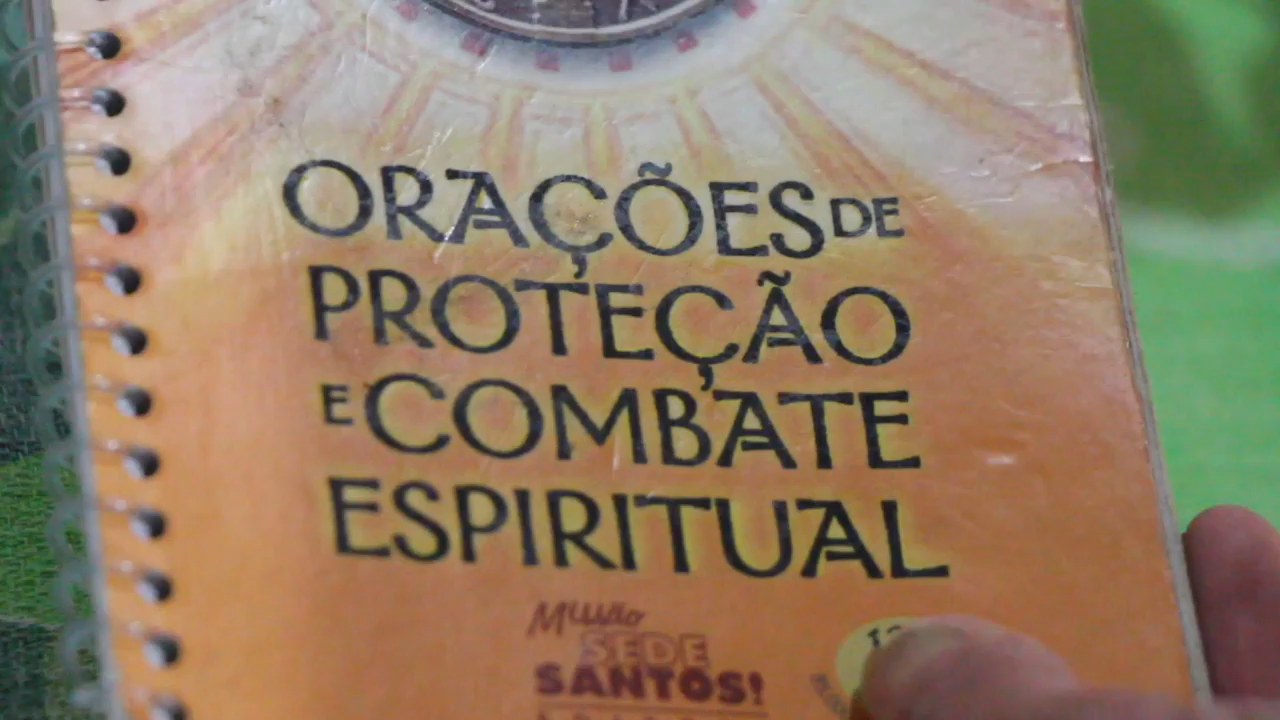 ORAÇÕES DE
PROTEÇÃO
E COMBATE
ESPIRITUAL
Missão
SEDE
SANTOS!